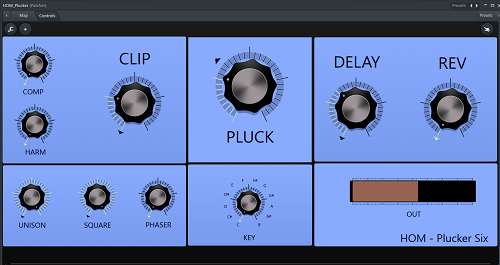 HOM_Plucker (Patcher)
Presets
Map
Controls
Presets
COMP
CLIP
HARM
PLUCK
DELAY
REV
UNISON
SQUARE
PHASER
E
F
F#
G
D#
G#
D
A
C#
A#
C
B
KEY
OUT
HOM - Plucker Six